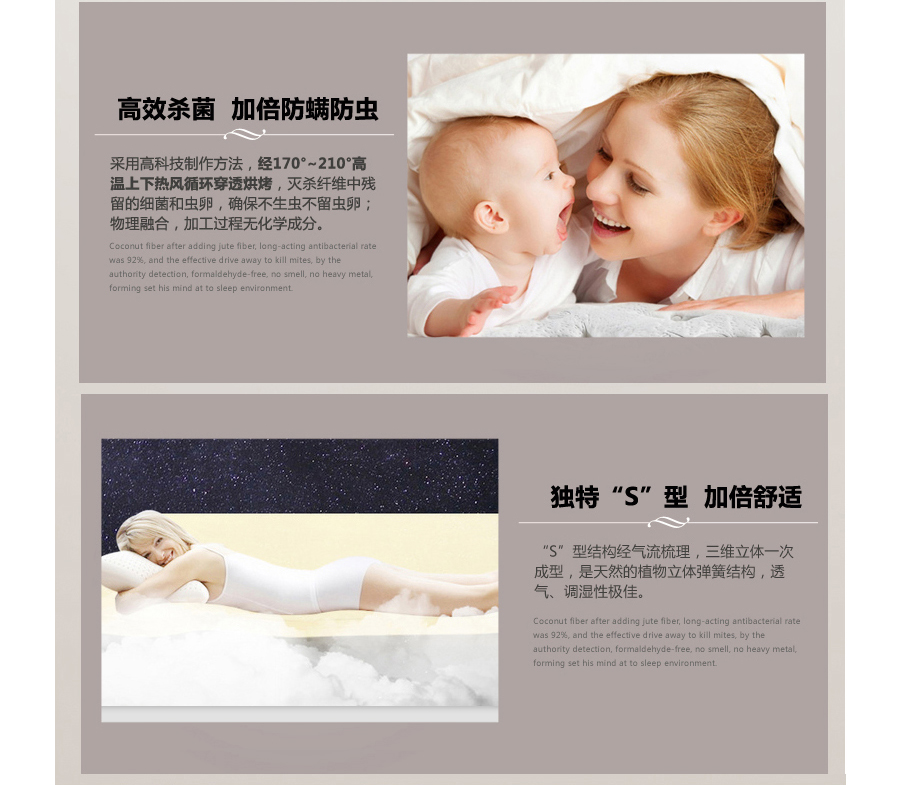 高效杀菌 加倍防螨防虫
采用高科技制作方法，经170°~210°高
温上下热风循环穿透烘烤，灭杀纤维中残
留的细菌和虫卵，确保不生虫不留虫卵；
物理融合，加工过程无化学成分。
Coconut fiber after adding jute fiber, long-acting antibacterial rate
was 92%, and the effective drive away to kill mites, by the
authority detection, formaldehyde-free, no smell, no heavy metal,
forming set his mind at to sleep environment.
独特“S”型 加倍舒适
“S”型结构经气流梳理，三维立体一次
成型，是天然的植物立体弹簧结构，透
气、调湿性极佳。
Coconut fiber after adding jute fiber, long-acting antibacterial rate
was 92%, and the effective drive away to kill mites, by the
authority detection, formaldehyde-free, no smell, no heavy metal,
forming set his mind at to sleep environment.